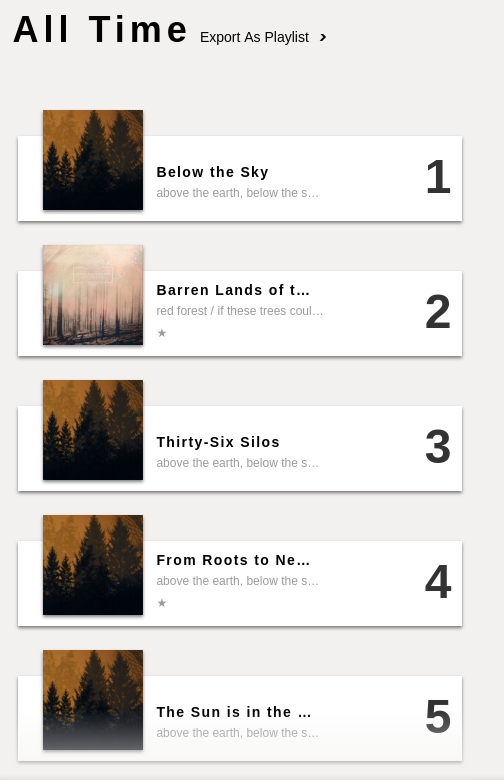 All Time
Export As Playlist
Below the Sky
above the earth, below the s…
1
Barren Lands of t…
red forest / if these trees coul…
★
2
Thirty-Six Silos
above the earth, below the s…
3
From Roots to Ne…
above the earth, below the s…
★
4
The Sun is in the …
above the earth, below the s…
5